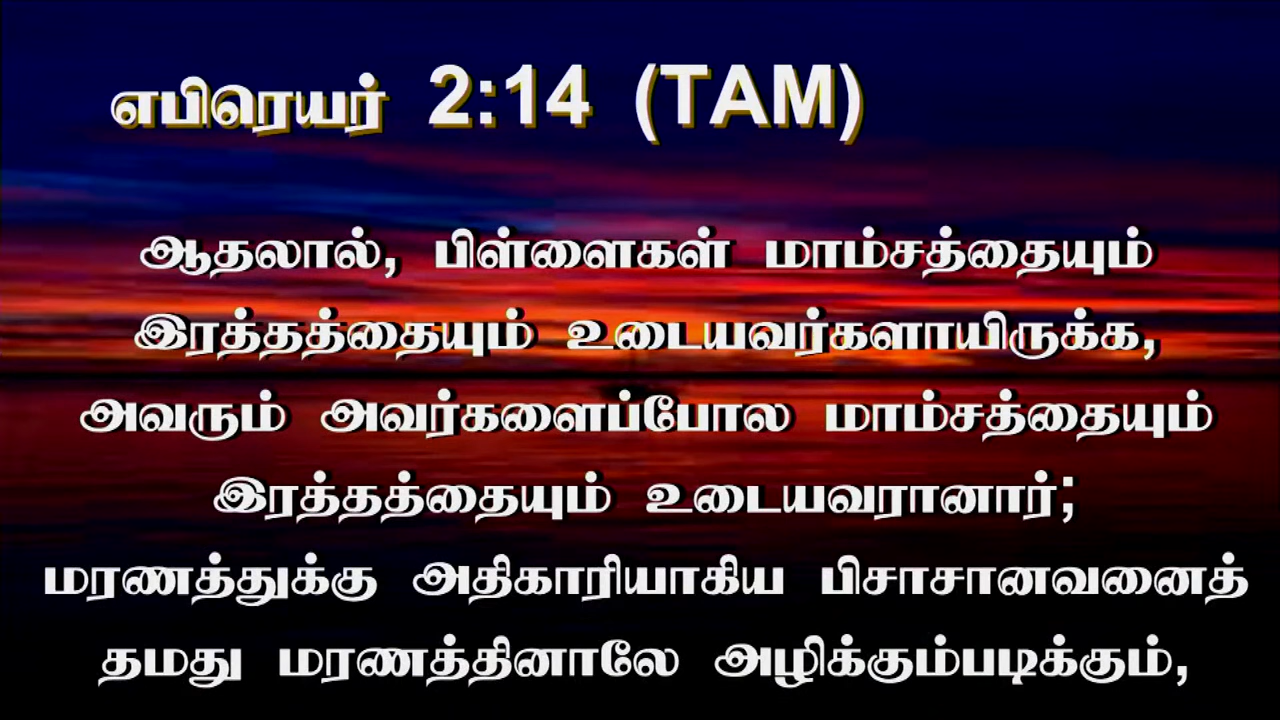 எபிரெயர் 2:14 (TAM)
ஆதலால், பிள்ளைகள் மாம்சத்தையும்
இரத்தத்தையும் உடையவர்களாயிருக்க,
அவரும் அவர்களைப்போல மாம்சத்தையும்
இரத்தத்தையும் உடையவரானார்;
மரணத்துக்கு அதிகாரியாகிய பிசாசானவனைத்
தமது மரணத்தினாலே அழிக்கும்படிக்கும்,